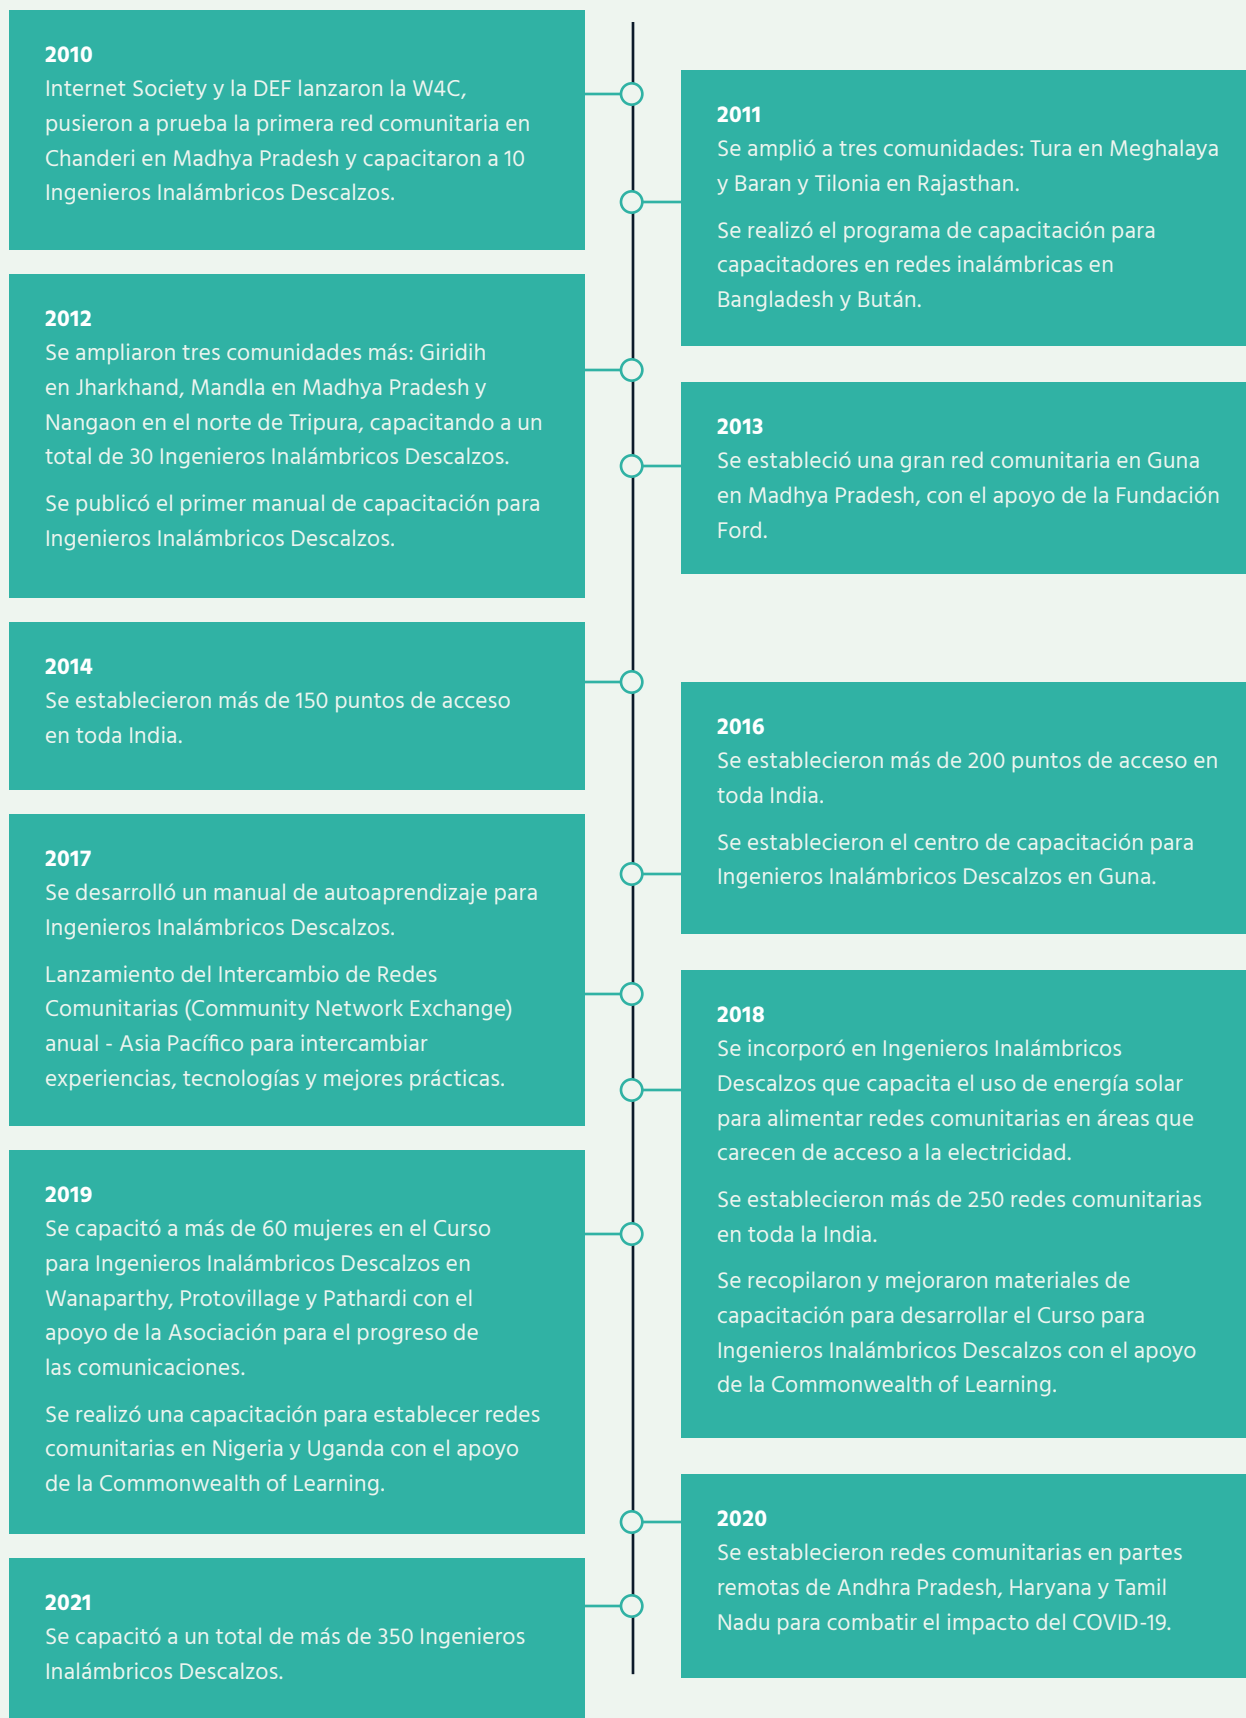 2010
Internet Society y la DEF lanzaron la W4C,
pusieron a prueba la primera red comunitaria en
Chanderi en Madhya Pradesh y capacitaron a 10
Ingenieros Inalámbricos Descalzos.
2011
Se amplió a tres comunidades: Tura en Meghalaya
y Baran y Tilonia en Rajasthan.
Se realizó el programa de capacitación para
capacitadores en redes inalámbricas en
Bangladesh y Bután.
2012
Se ampliaron tres comunidades más: Giridih
en Jharkhand, Mandla en Madhya Pradesh y
Nangaon en el norte de Tripura, capacitando a un
total de 30 Ingenieros Inalámbricos Descalzos.
Se publicó el primer manual de capacitación para
Ingenieros Inalámbricos Descalzos.
2013
Se estableció una gran red comunitaria en Guna
en Madhya Pradesh, con el apoyo de la Fundación
Ford.
2014
Se establecieron más de 150 puntos de acceso
en toda India.
2016
Se establecieron más de 200 puntos de acceso en
toda India.
Se establecieron el centro de capacitación para
Ingenieros Inalámbricos Descalzos en Guna.
2017
Se desarrolló un manual de autoaprendizaje para
Ingenieros Inalámbricos Descalzos.
Lanzamiento del Intercambio de Redes
Comunitarias (Community Network Exchange)
anual - Asia Pacífico para intercambiar
experiencias, tecnologías y mejores prácticas.
2018
Se incorporó en Ingenieros Inalámbricos
Descalzos que capacita el uso de energía solar
para alimentar redes comunitarias en áreas que
carecen de acceso a la electricidad.
Se establecieron más de 250 redes comunitarias
en toda la India.
Se recopilaron y mejoraron materiales de
capacitación para desarrollar el Curso para
Ingenieros Inalámbricos Descalzos con el apoyo
de la Commonwealth of Learning.
2019
Se capacitó a más de 60 mujeres en el Curso
para Ingenieros Inalámbricos Descalzos en
Wanaparthy, Protovillage y Pathardi con el
apoyo de la Asociación para el progreso de
las comunicaciones.
Se realizó una capacitación para establecer redes
comunitarias en Nigeria y Uganda con el apoyo
de la Commonwealth of Learning.
2020
Se establecieron redes comunitarias en partes
remotas de Andhra Pradesh, Haryana y Tamil
Nadu para combatir el impacto del COVID-19.
2021
Se capacitó a un total de más de 350 Ingenieros
Inalámbricos Descalzos.